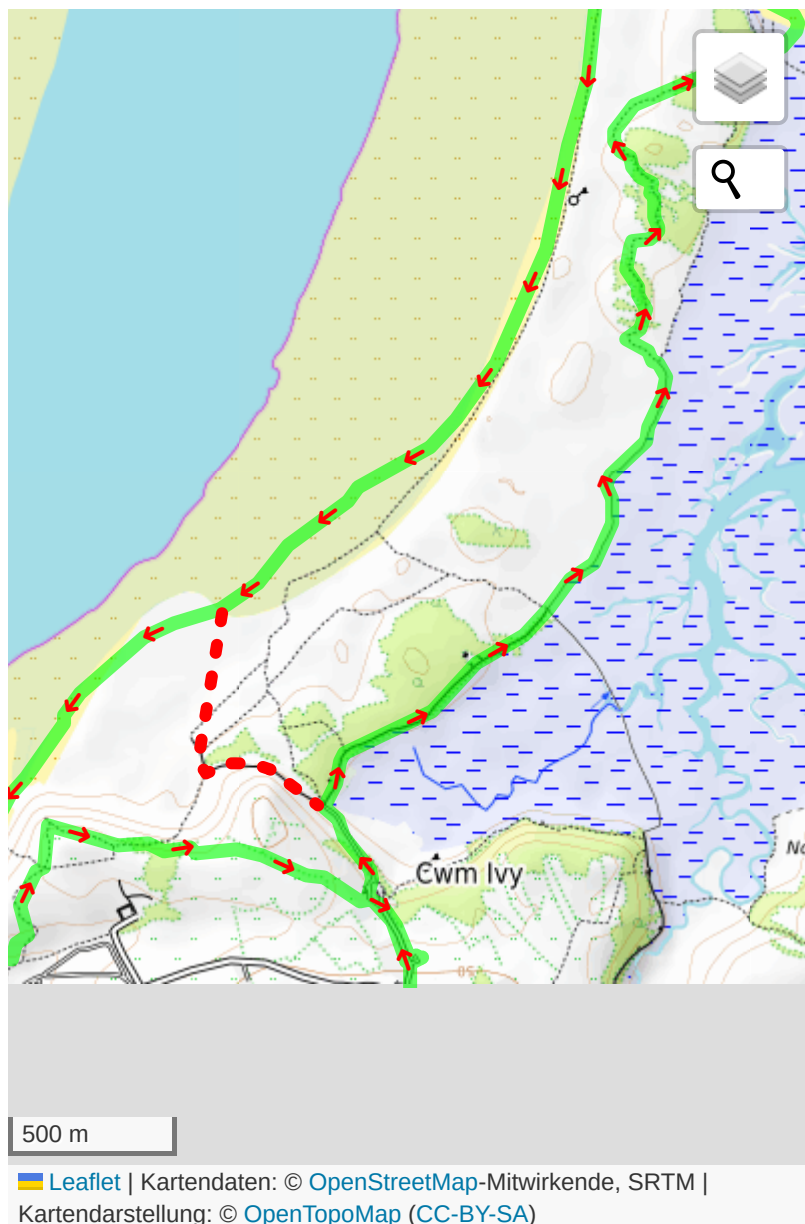 Cwm Ivy
500 m
Leaflet | Kartendaten: © OpenStreetMap-Mitwirkende, SRTM |
Kartendarstellung: © OpenTopoMap (CC-BY-SA)